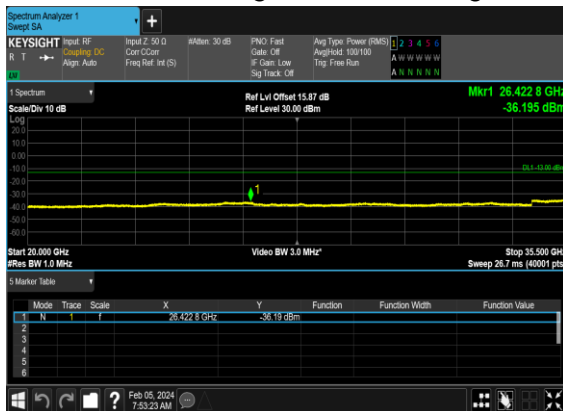 Spectrum Analyzer 1
Swept SA
KEYSIGHT Input: RF Input Z: 50 Ω #Atten: 30 dB PNO: Fast Avg Type: Power (RMS) 1 2 3 4 5 6
R T Coupling: DC Corr CCorr Gate: Off Avg|Hold: 100/100 A W W W W W
Align: Auto Freq Ref: Int (S) IF Gain: Low Trig: Free Run
Sig Track: Off A N N N N N
1 Spectrum Ref Lvl Offset 15.87 dB Mkr1 26.422 8 GHz
Scale/Div 10 dB Ref Level 30.00 dBm -36.195 dBm
Log
20.0
10.0
0.00
-10.0 DL1 -13.00 dBm
-20.0
-30.0 1
-40.0
-50.0
-60.0
Start 20.000 GHz Video BW 3.0 MHz* Stop 35.500 GHz
#Res BW 1.0 MHz Sweep 26.7 ms (40001 pts)
5 Marker Table
Mode Trace Scale X Y Function Function Width Function Value
1 N 1 f 26.422 8 GHz -36.19 dBm
2
3
4
5
6
? Feb 05, 2024
7:53:23 AM